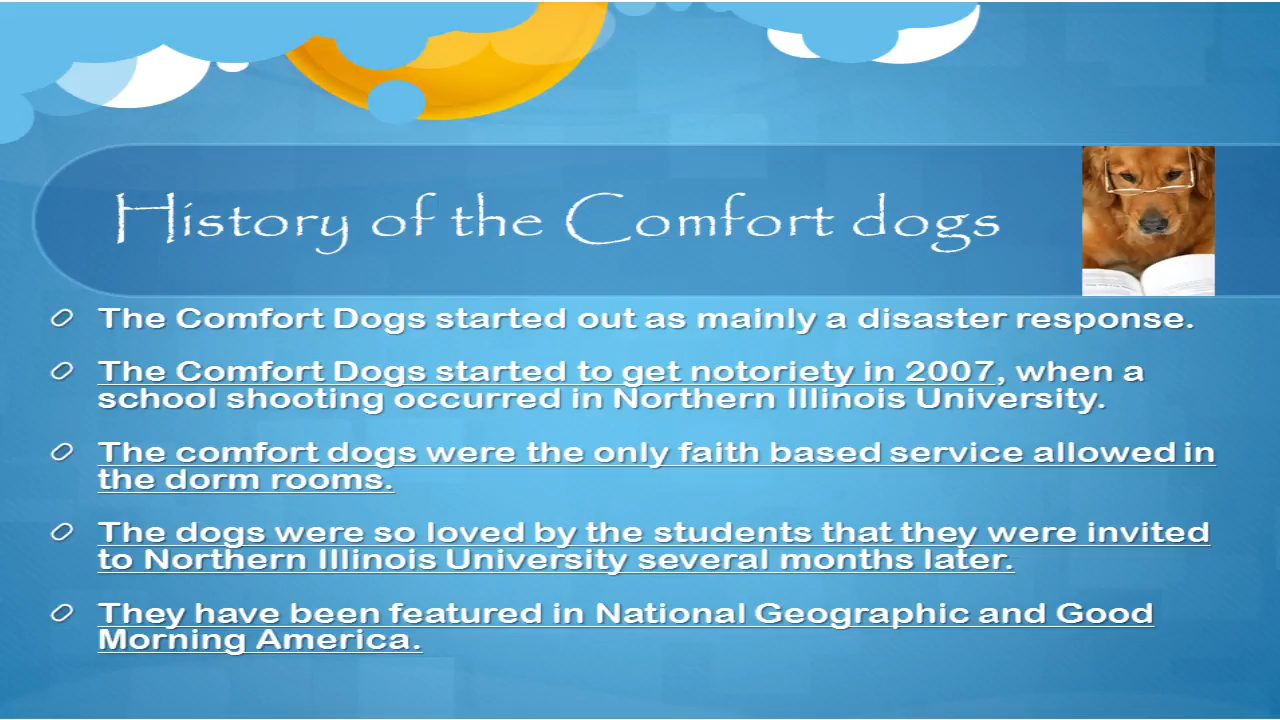 History of the Comfort dogs
The Comfort Dogs started out as mainly a disaster response.
The Comfort Dogs started to get notoriety in 2007, when a
school shooting occurred in Northern Illinois University.
The comfort dogs were the only faith based service allowed in
the dorm rooms.
The dogs were so loved by the students that they were invited
to Northern Illinois University several months later.
They have been featured in National Geographic and Good
Morning America.